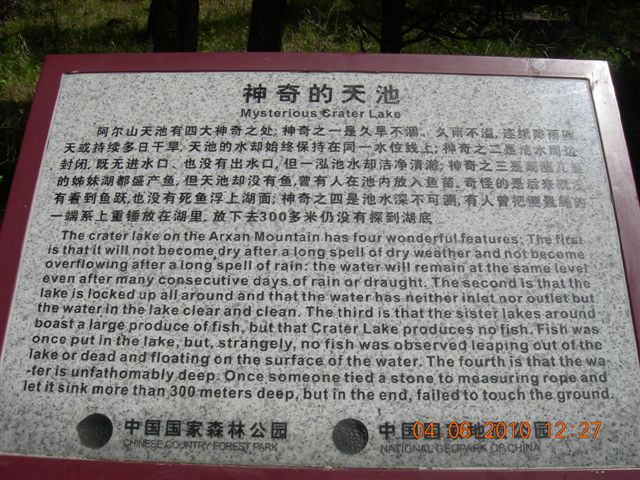 神奇的天池
Mysterious Crater Lake
阿尔山天池有四大神奇之处：神奇之一是久旱不涸、久雨不溢，连续降雨
天或持续多日干旱，天池的水却始终保持在同一水位线上；神奇之二是池水周边
封闭，既无进水口、也没有出水口，但一泓池水却洁净清澈；神奇之三是
的姊妹湖都盛产鱼，但天池却没有鱼，曾有人在池内放入鱼苗，奇怪的是后来既
有看到鱼跃，也没有死鱼浮上湖面；神奇之四是池水深不可测，有人曾把测量绳的
一端系上重锤放在湖里，放下去300多米仍没有探到湖底。
The crater lake on the Arxan Mountain has four wonderful features: The first
is that it will not become dry after a long spell of dry weather and not become
overflowing after a long spell of rain: the water will remain at the same level
even after many consecutive days of rain or draught. The second is that the
lake is locked up all around and that the water has neither inlet nor outlet but
the water in the lake clear and clean. The third is that the sister lakes around
boast a large produce of fish, but that Crater Lake produces no fish. Fish was
once put in the lake, but, strangely, no fish was observed leaping out of the
lake or dead and floating on the surface of the water. The fourth is that the wa-
-ter is unfathomably deep. Once someone tied a stone to measuring rope and
let it sink more than 300 meters deep, but in the end, failed to touch the ground.
中国国家森林公园
CHINESE COUNTRY FOREST PARK
中国国家地质公园
NATIONAL GEOPARK OF CHINA
04.06.2010 12:27